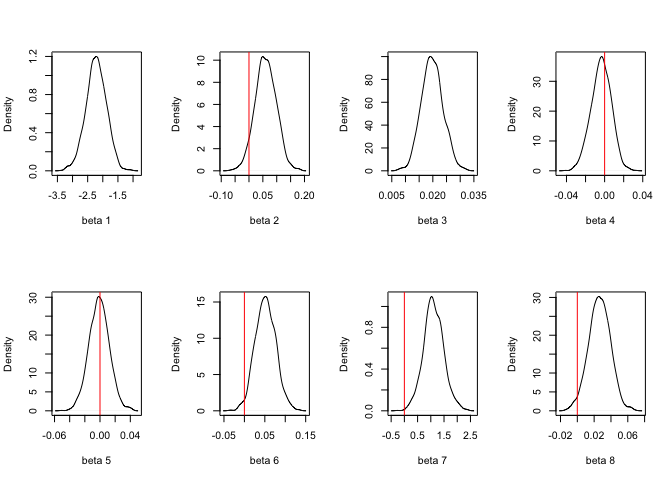 Density
0.0 0.4 0.8 1.2
-3.5 -2.5 -1.5
beta 1
Density
0 2 4 6 8 10
-0.10 0.05 0.20
beta 2
Density
0 20 40 60 80
0.005 0.020 0.035
beta 3
Density
0 10 20 30
-0.04 0.00 0.04
beta 4
Density
0 5 10 20 30
-0.06 0.00 0.04
beta 5
Density
0 5 10 15
-0.05 0.05 0.15
beta 6
Density
0.0 0.4 0.8
-0.5 0.5 1.5 2.5
beta 7
Density
0 5 10 20 30
-0.02 0.02 0.06
beta 8